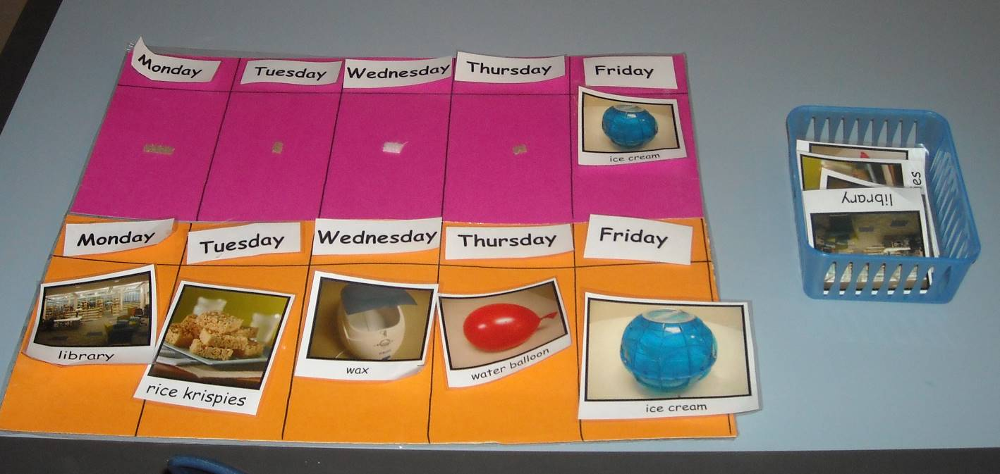 Monday
Tuesday
Wednesday
Thursday
Friday
ice cream
Monday
Tuesday
Wednesday
Thursday
Friday
library
rice krispies
wax
water balloon
ice cream
library